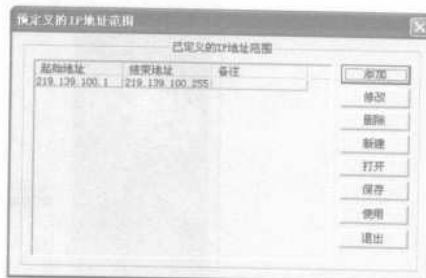 预定义的IP地址范围
已定义的IP地址范围
起始地址 结束地址 备注
219.139.100.1 219.139.100.255
添加
修改
删除
新建
打开
保存
使用
退出